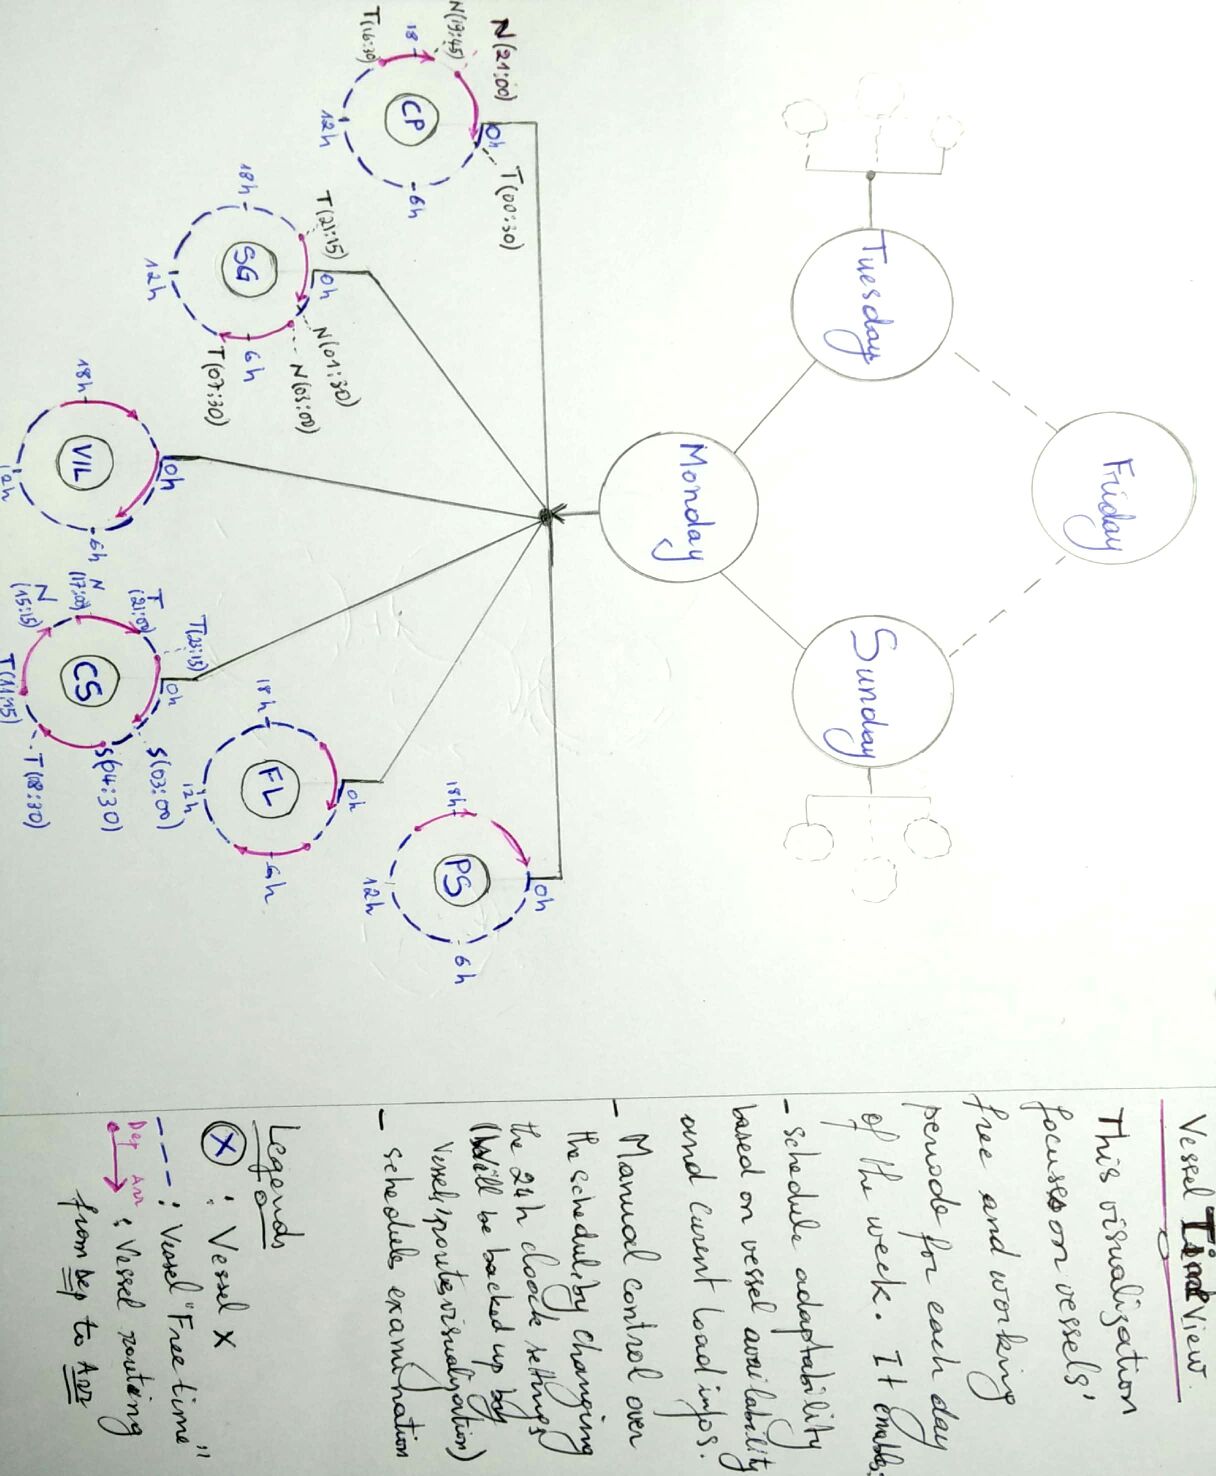 Friday
Tuesday
Sunday
Monday
N(21:00)
0h
T(00:30)
N(19:45)
18
CP
6h
T(16:30)
12h
T(21:15)
0h
N(01:30)
N(03:00)
18h
SG
6h
T(07:30)
12h
0h
18h
VIL
6h
12h
T(23:15)
0h
S(03:00)
T
(21:00)
S(04:30)
N
CS
N
(15:15)
T(08:30)
T(11:15)
0h
18h
FL
6h
12h
0h
18h
PS
6h
12h
Vessel Time View
This visualization
focuses on vessels'
free and working
periods for each day
of the week. It enables:
- schedule adaptability
based on vessel availability
and curent load infos.
- Manual control over
the schedule by changing
the 24h cloock settings
(Will be backed up by
Vessels' route visualization)
- schedules examination
Legends
X : Vessel x
: Vessel "Free time"
Dep Arr
: Vessel routing
from Dep to Arr